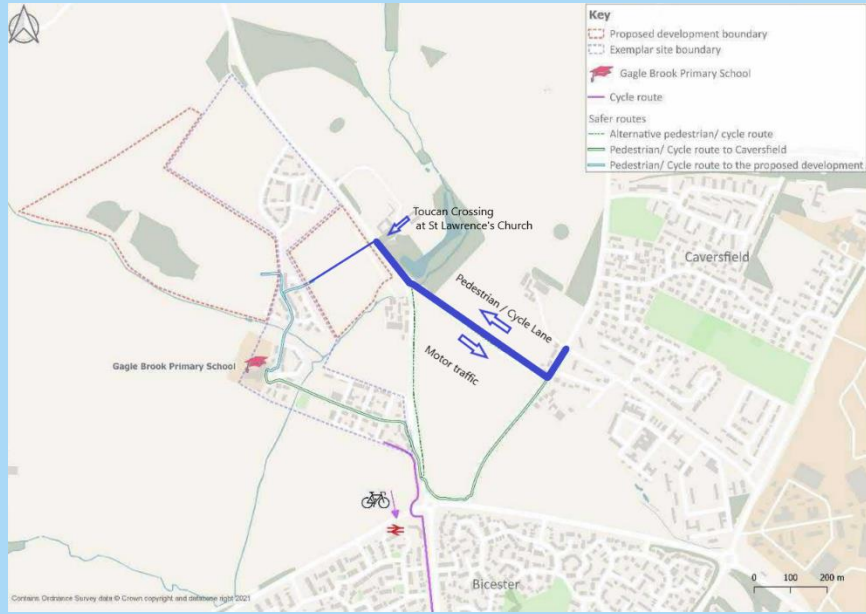 Key
Proposed development boundary
Exemplar site boundary
Gagle Brook Primary School
Cycle route
Safer routes
Alternative pedestrian/ cycle route
Pedestrian/ Cycle route to Caversfield
Pedestrian/ Cycle route to the proposed development
Toucan Crossing
at St Lawrence's Church
Caversfield
Pedestrian / Cycle Lane
Motor traffic
Gagle Brook Primary School
Bicester
0 100 200 m
Contains Ordnance Survey data © Crown copyright and database right 2021